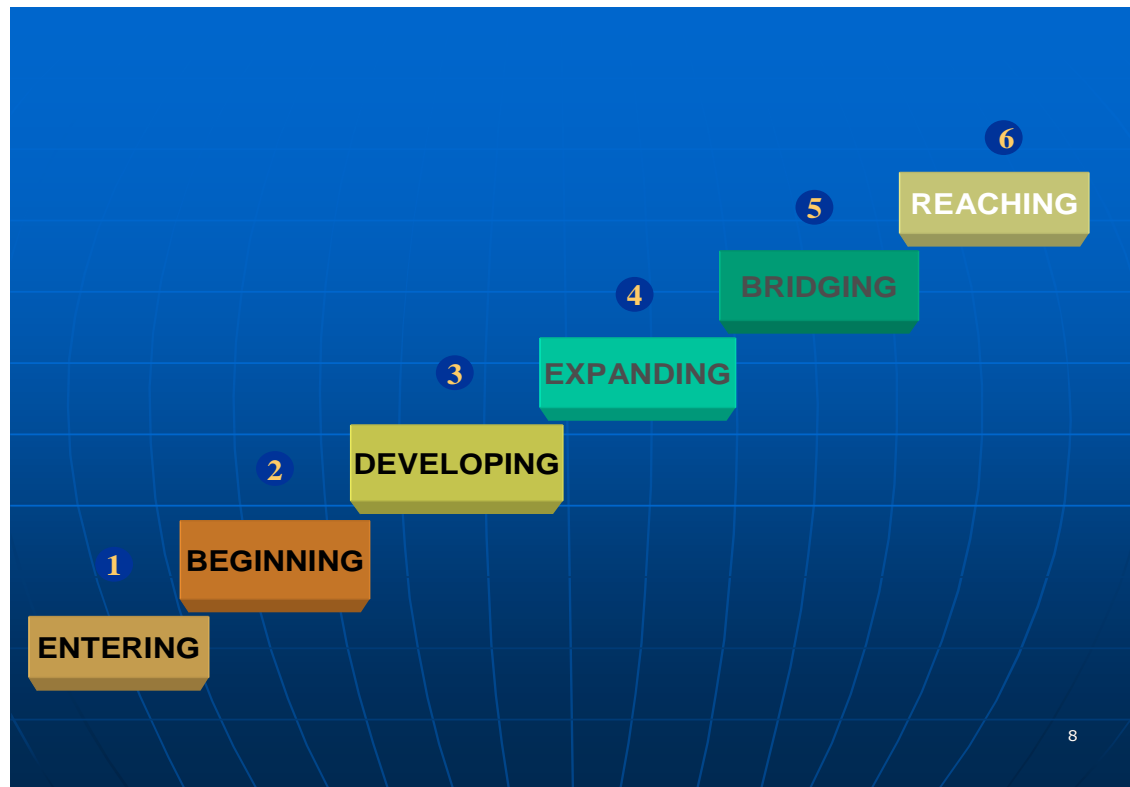 6
REACHING
5
BRIDGING
4
EXPANDING
3
DEVELOPING
2
BEGINNING
1
ENTERING
8